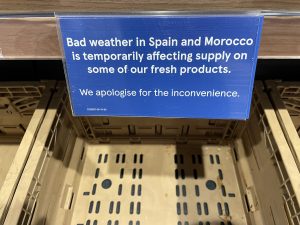 Bad weather in Spain and Morocco
is temporarily affecting supply on
some of our fresh products.
We apologise for the inconvenience.